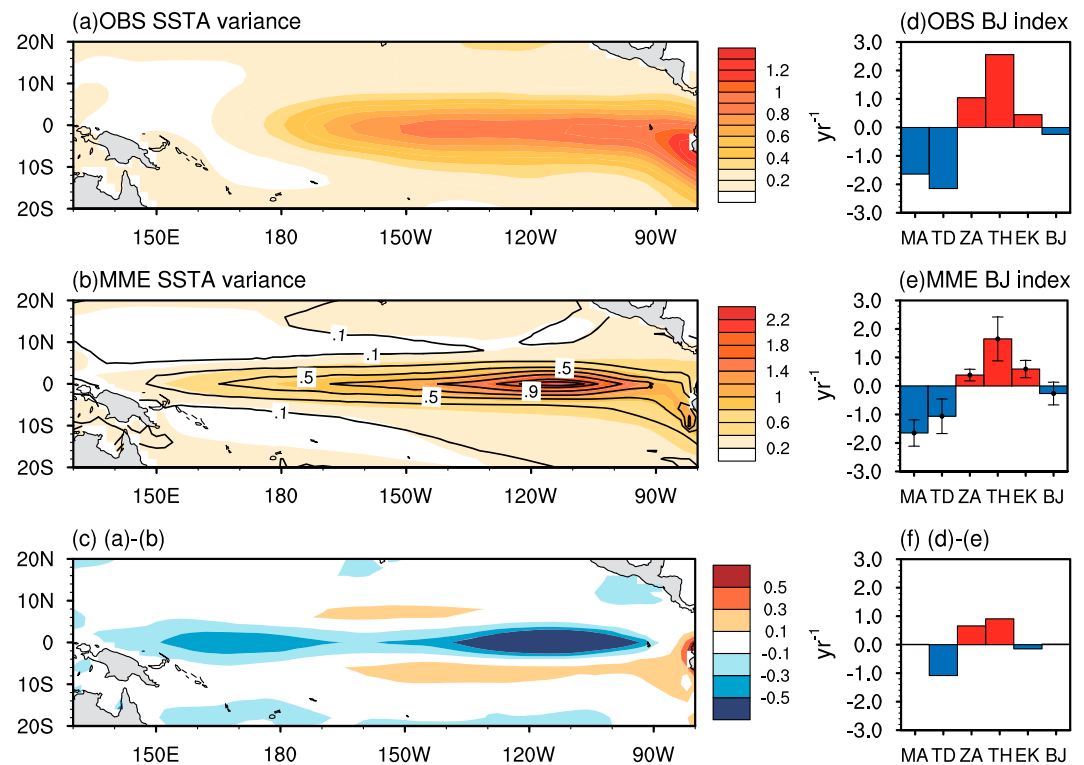 (a)OBS SSTA variance
20N
10N
0
10S
20S
150E 180 150W 120W 90W
1.2
1
0.8
0.6
0.4
0.2
(d)OBS BJ index
3.0
2.0
1.0
0.0
-1.0
-2.0
-3.0
yr-1
MA TD ZA TH EK BJ
(b)MME SSTA variance
20N
10N
0
10S
20S
.1
.1
.5
.5
.5
.9
.1
150E 180 150W 120W 90W
2.2
1.8
1.4
1
0.6
0.2
(e)MME BJ index
3.0
2.0
1.0
0.0
-1.0
-2.0
-3.0
yr-1
MA TD ZA TH EK BJ
(c) (a)-(b)
20N
10N
0
10S
20S
150E 180 150W 120W 90W
0.5
0.3
0.1
-0.1
-0.3
-0.5
(f) (d)-(e)
3.0
2.0
1.0
0.0
-1.0
-2.0
-3.0
yr-1
MA TD ZA TH EK BJ